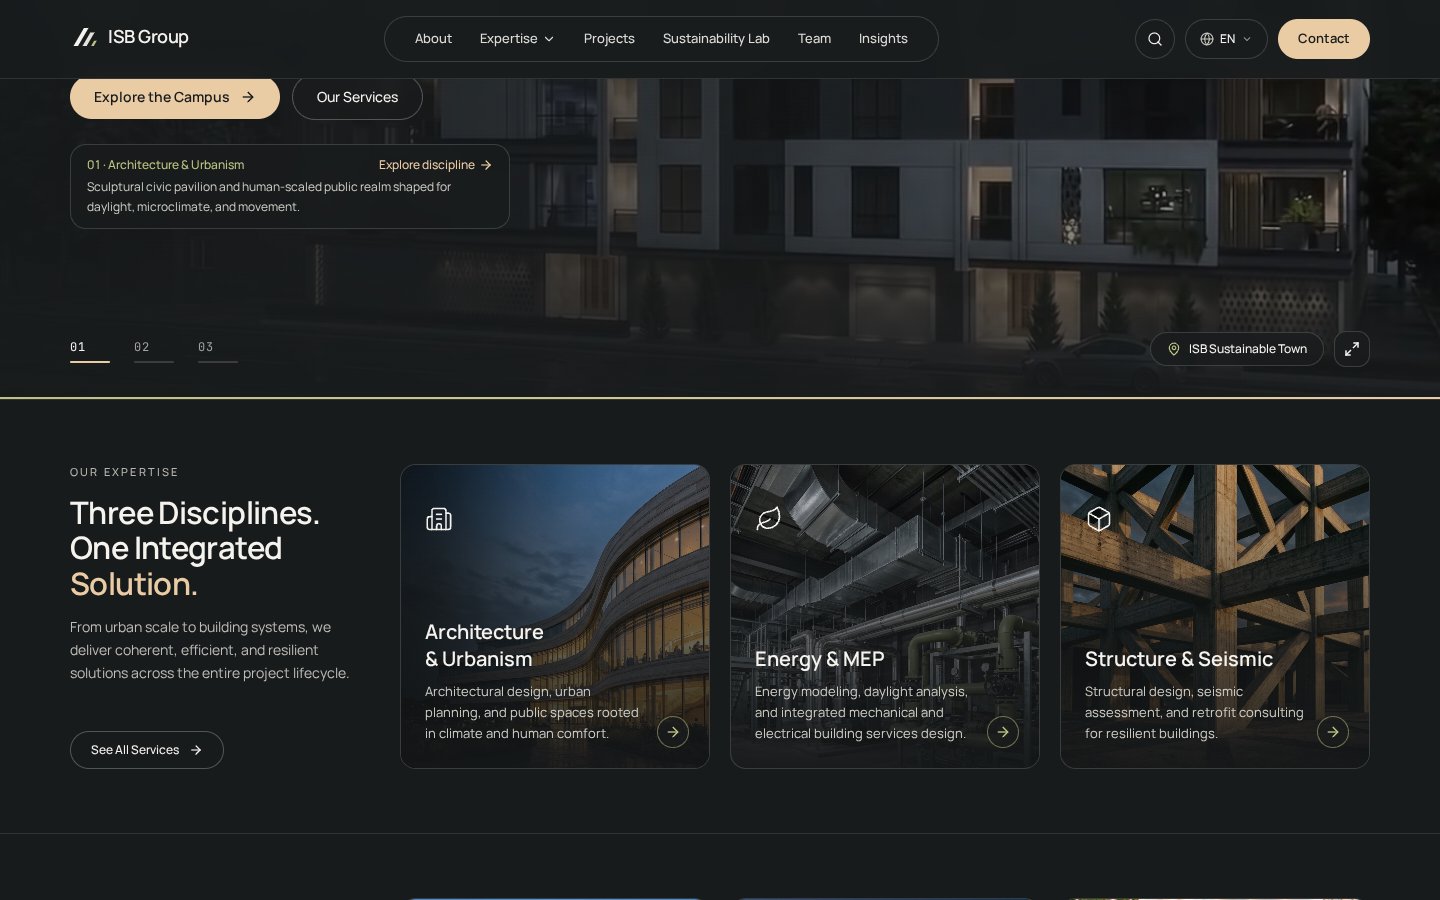 ISB Group
About
Expertise
Projects
Sustainability Lab
Team
Insights
EN
Contact
Explore the Campus
Our Services
01 · Architecture & Urbanism
Explore discipline
Sculptural civic pavilion and human-scaled public realm shaped for
daylight, microclimate, and movement.
01
02
03
ISB Sustainable Town
OUR EXPERTISE
Three Disciplines.
One Integrated
Solution.
From urban scale to building systems, we
deliver coherent, efficient, and resilient
solutions across the entire project lifecycle.
See All Services
Architecture
& Urbanism
Architectural design, urban
planning, and public spaces rooted
in climate and human comfort.
Energy & MEP
Energy modeling, daylight analysis,
and integrated mechanical and
electrical building services design.
Structure & Seismic
Structural design, seismic
assessment, and retrofit consulting
for resilient buildings.